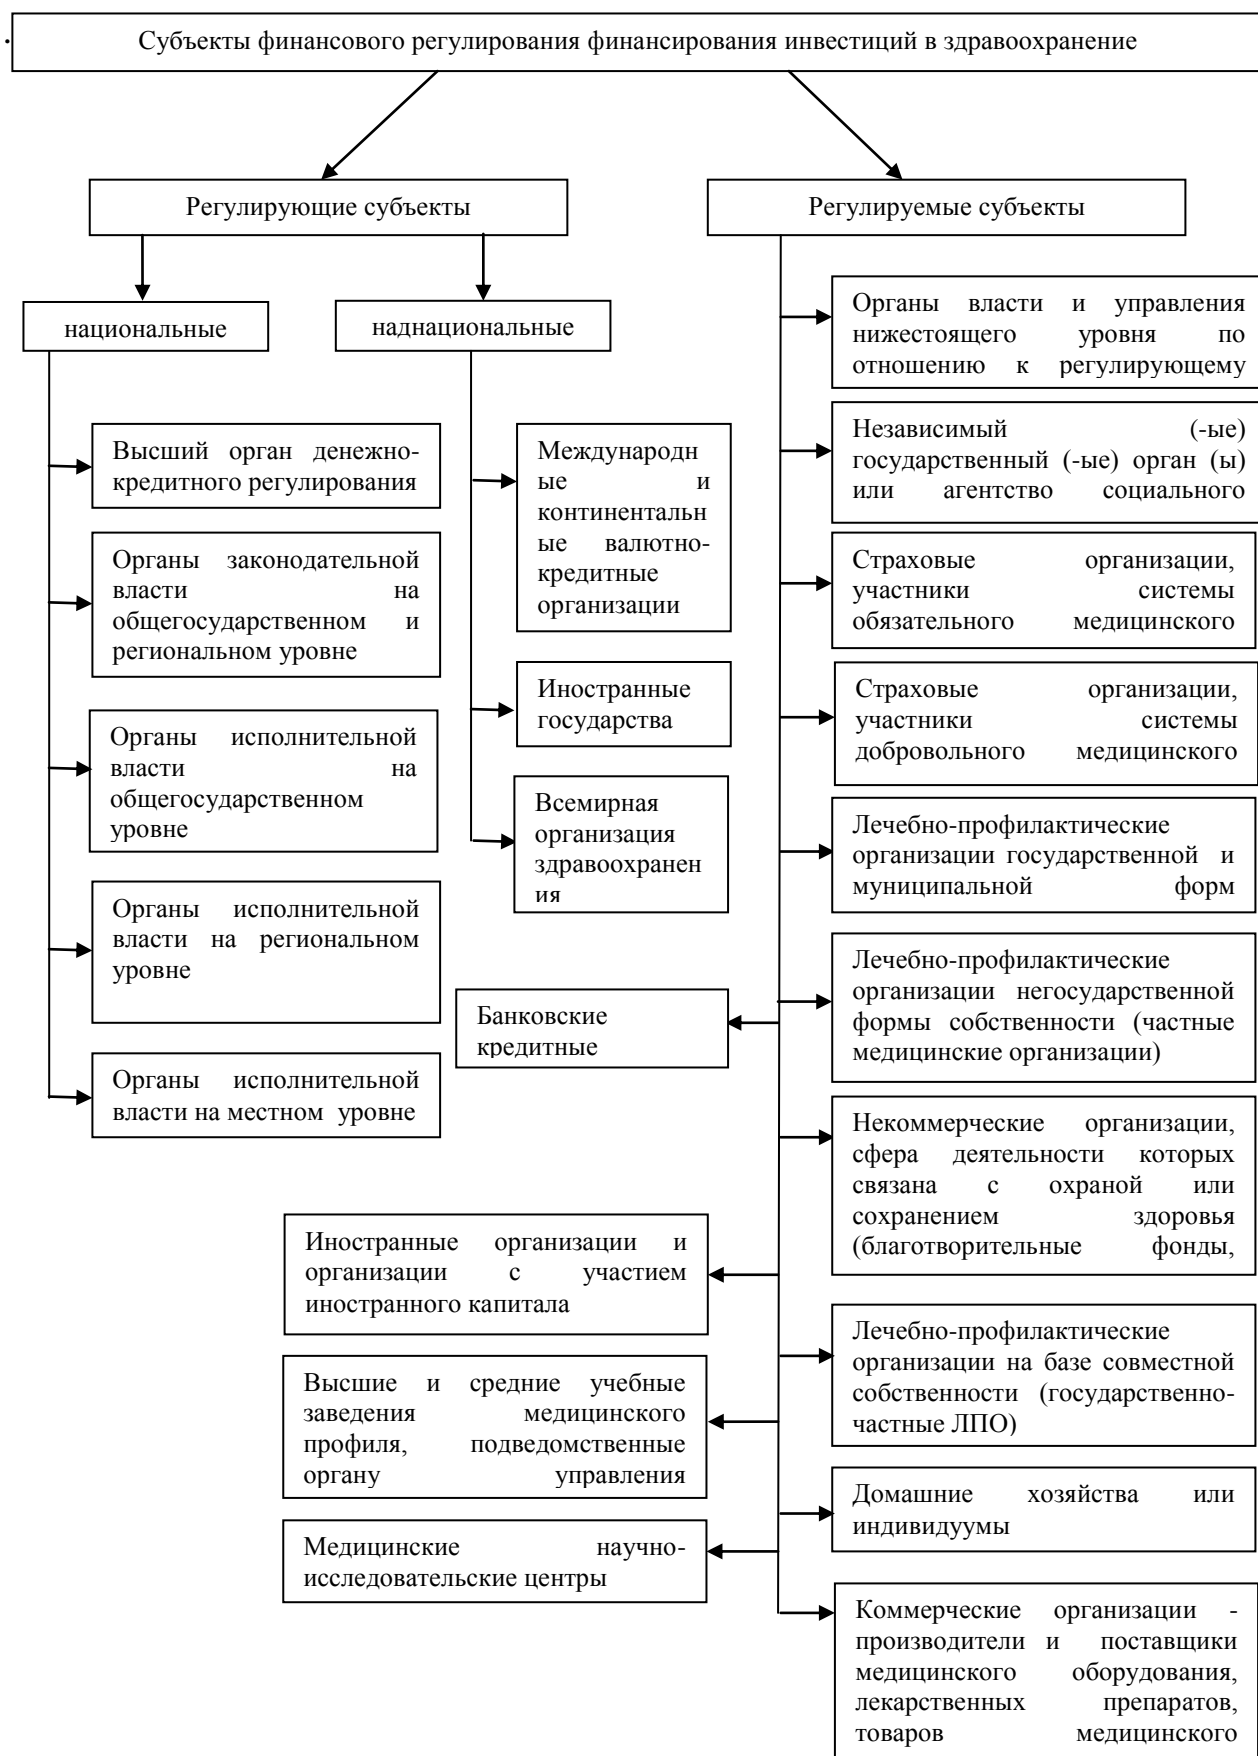 Субъекты финансового регулирования финансирования инвестиций в здравоохранение
Регулирующие субъекты
Регулируемые субъекты
национальные
наднациональные
Высший орган денежно-
кредитного регулирования
Органы законодательной
власти на
общегосударственном и
региональном уровне
Органы исполнительной
власти на
общегосударственном
уровне
Органы исполнительной
власти на региональном
уровне
Органы исполнительной
власти на местном уровне
Международн
ые и
континентальн
ые валютно-
кредитные
организации
Иностранные
государства
Всемирная
организация
здравоохранен
ия
Органы власти и управления
нижестоящего уровня по
отношению к регулирующему
Независимый (-ые)
государственный (-ые) орган (ы)
или агентство социального
Страховые организации,
участники системы
обязательного медицинского
Страховые организации,
участники системы
добровольного медицинского
Лечебно-профилактические
организации государственной и
муниципальной форм
Лечебно-профилактические
организации негосударственной
формы собственности (частные
медицинские организации)
Банковские
кредитные
Некоммерческие организации,
сфера деятельности которых
связана с охраной или
сохранением здоровья
(благотворительные фонды,
Иностранные организации и
организации с участием
иностранного капитала
Лечебно-профилактические
организации на базе совместной
собственности (государственно-
частные ЛПО)
Высшие и средние учебные
заведения медицинского
профиля, подведомственные
органу управления
Домашние хозяйства или
индивидуумы
Медицинские научно-
исследовательские центры
Коммерческие организации -
производители и поставщики
медицинского оборудования,
лекарственных препаратов,
товаров медицинского